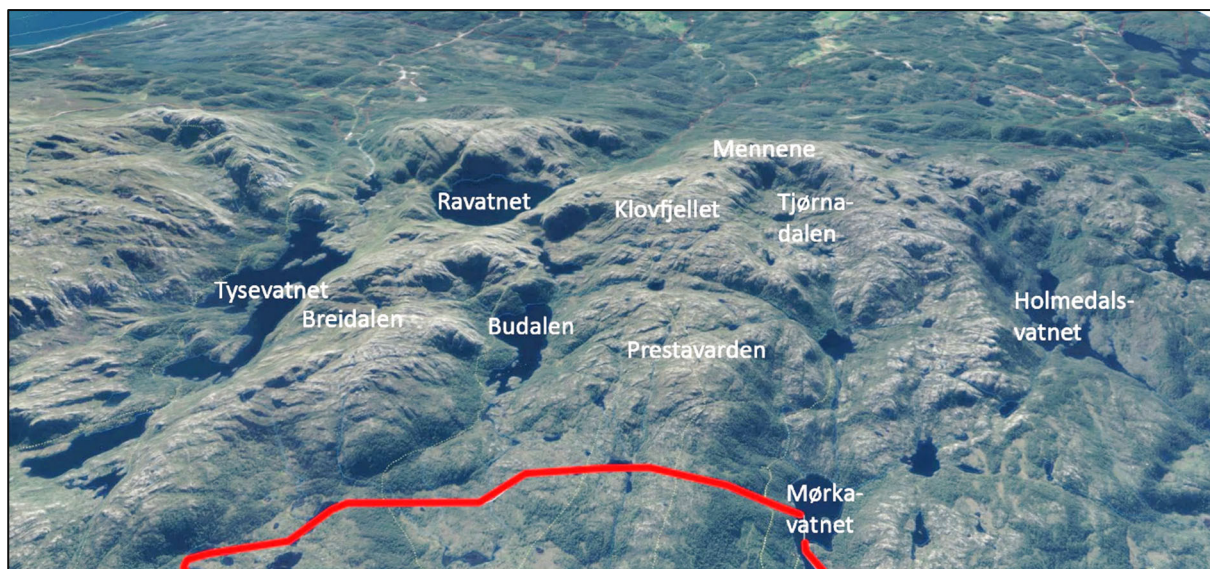 Mennene
Ravatnet
Klovfjellet
Tjørna-
dalen
Tysevatnet
Breidalen
Budalen
Holmedals-
vatnet
Prestavarden
Mørka-
vatnet